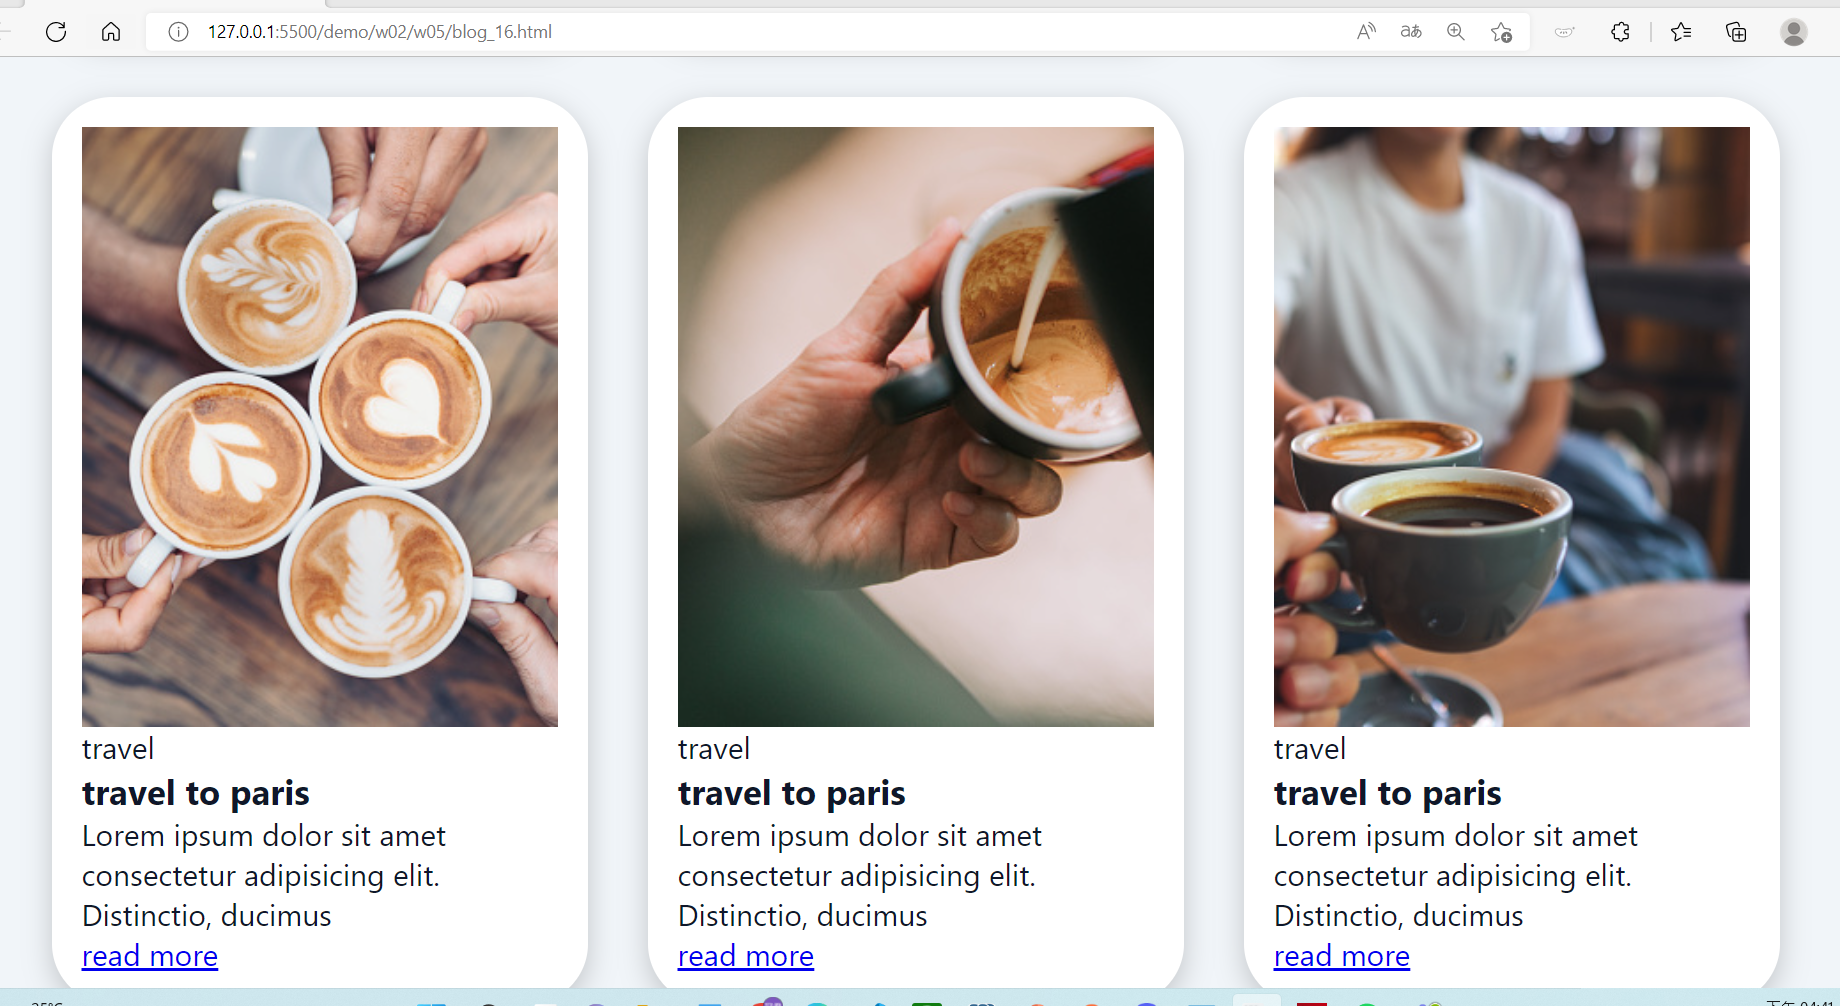 127.0.0.1:5500/demo/w02/w05/blog_16.html
travel
travel to paris
Lorem ipsum dolor sit amet
consectetur adipisicing elit.
Distinctio, ducimus
read more
travel
travel to paris
Lorem ipsum dolor sit amet
consectetur adipisicing elit.
Distinctio, ducimus
read more
travel
travel to paris
Lorem ipsum dolor sit amet
consectetur adipisicing elit.
Distinctio, ducimus
read more